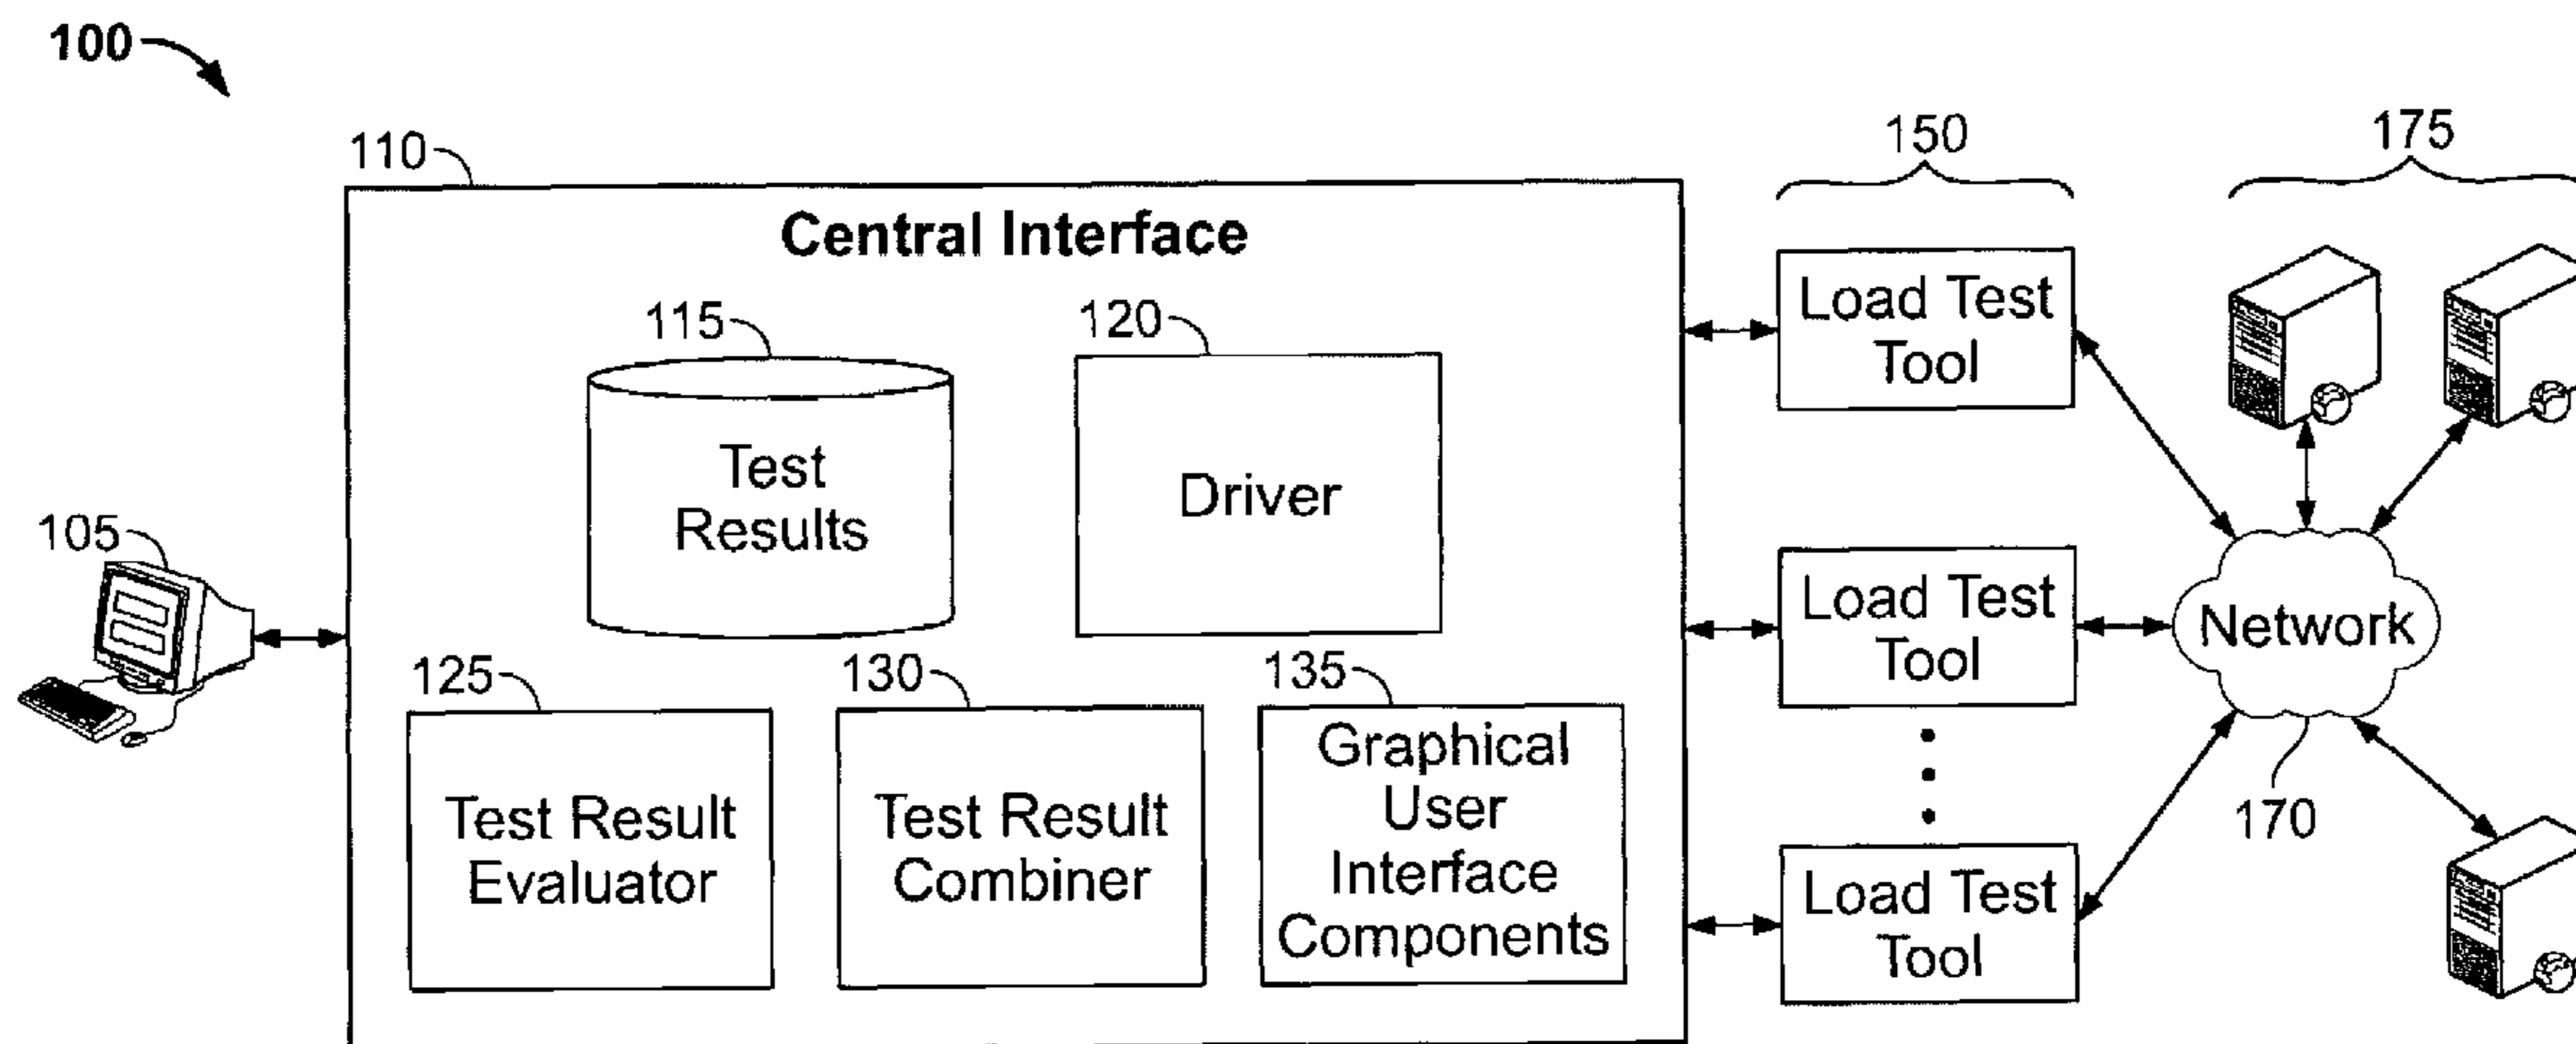 100
110
150
175
Central Interface
115
120
Load Test
Tool
Test
Results
Driver
105
Load Test
Tool
Network
125
130
135
Test Result
Evaluator
Test Result
Combiner
Graphical
User
Interface
Components
170
Load Test
Tool